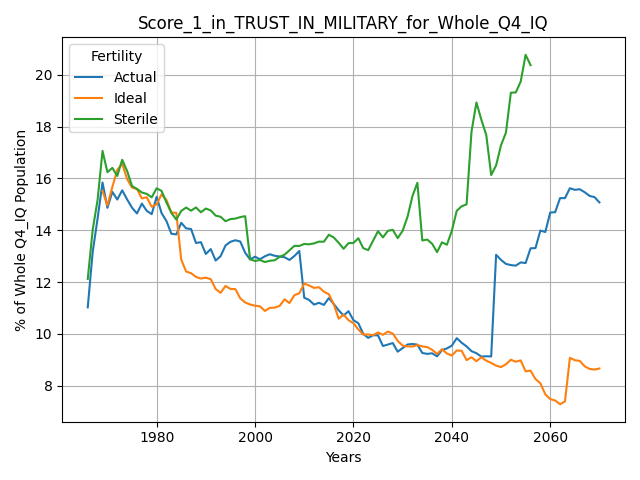 Score_1_in_TRUST_IN_MILITARY_for_Whole_Q4_IQ
Fertility
Actual
Ideal
Sterile
% of Whole Q4_IQ Population
20
18
16
14
12
10
8
1980
2000
2020
2040
2060
Years